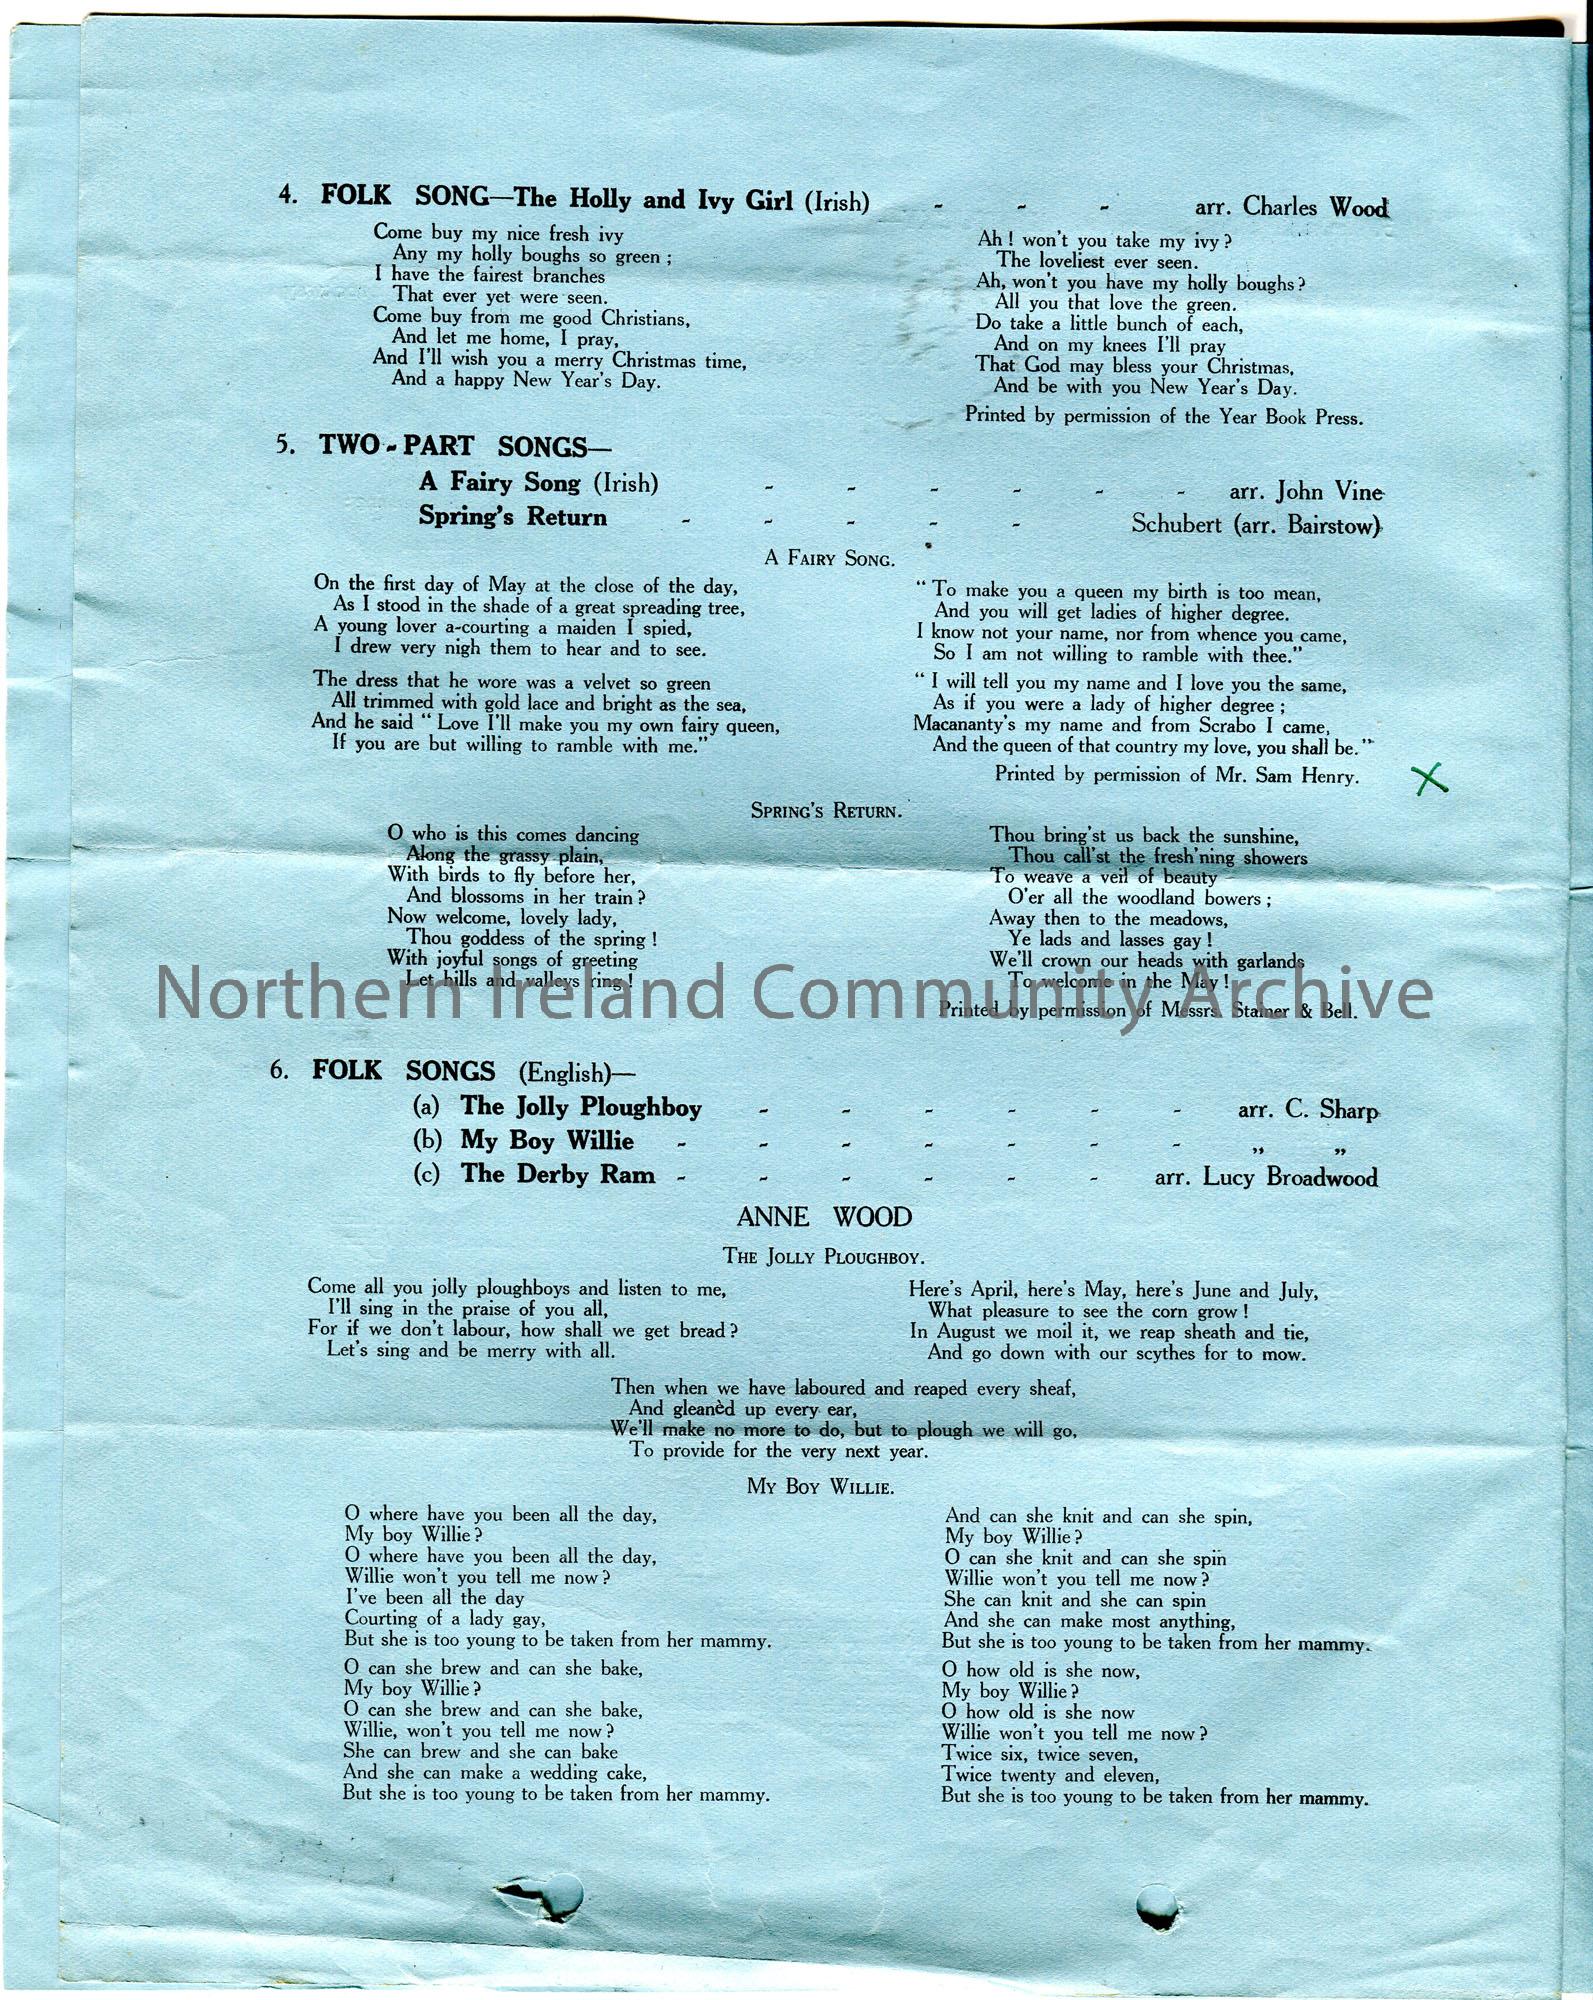 4. FOLK SONG—The Holly and Ivy Girl (Irish) - - - arr. Charles Wood
Come buy my nice fresh ivy
Any my holly boughs so green ;
I have the fairest branches
That ever yet were seen.
Come buy from me good Christians,
And let me home, I pray,
And I'll wish you a merry Christmas time,
And a happy New Year's Day.
Ah ! won't you take my ivy ?
The loveliest ever seen.
Ah, won't you have my holly boughs ?
All you that love the green.
Do take a little bunch of each,
And on my knees I'll pray
That God may bless your Christmas,
And be with you New Year's Day.
Printed by permission of the Year Book Press.
5. TWO-PART SONGS—
A Fairy Song (Irish) - - - - - - arr. John Vine
Spring's Return - - - - - Schubert (arr. Bairstow)
A FAIRY SONG.
On the first day of May at the close of the day,
As I stood in the shade of a great spreading tree,
A young lover a-courting a maiden I spied,
I drew very nigh them to hear and to see.
The dress that he wore was a velvet so green
All trimmed with gold lace and bright as the sea,
And he said " Love I'll make you my own fairy queen,
If you are but willing to ramble with me."
" To make you a queen my birth is too mean,
And you will get ladies of higher degree.
I know not your name, nor from whence you came,
So I am not willing to ramble with thee."
" I will tell you my name and I love you the same,
As if you were a lady of higher degree ;
Macananty's my name and from Scrabo I came,
And the queen of that country my love, you shall be."
Printed by permission of Mr. Sam Henry. X
SPRING'S RETURN.
O who is this comes dancing
Along the grassy plain,
With birds to fly before her,
And blossoms in her train ?
Now welcome, lovely lady,
Thou goddess of the spring !
With joyful songs of greeting
Let hills and valleys ring !
Thou bring'st us back the sunshine,
Thou call'st the fresh'ning showers
To weave a veil of beauty
O'er all the woodland bowers ;
Away then to the meadows,
Ye lads and lasses gay !
We'll crown our heads with garlands
To welcome in the May !
Printed by permission of Messrs. Stainer & Bell.
Northern Ireland Community Archive
6. FOLK SONGS (English)—
(a) The Jolly Ploughboy - - - - - - arr. C. Sharp
(b) My Boy Willie - - - - - - - „ „
(c) The Derby Ram - - - - - - arr. Lucy Broadwood
ANNE WOOD
THE JOLLY PLOUGHBOY.
Come all you jolly ploughboys and listen to me,
I'll sing in the praise of you all,
For if we don't labour, how shall we get bread ?
Let's sing and be merry with all.
Here's April, here's May, here's June and July,
What pleasure to see the corn grow !
In August we moil it, we reap sheath and tie,
And go down with our scythes for to mow.
Then when we have laboured and reaped every sheaf,
And gleanèd up every ear,
We'll make no more to do, but to plough we will go,
To provide for the very next year.
MY BOY WILLIE.
O where have you been all the day,
My boy Willie ?
O where have you been all the day,
Willie won't you tell me now ?
I've been all the day
Courting of a lady gay,
But she is too young to be taken from her mammy.
O can she brew and can she bake,
My boy Willie ?
O can she brew and can she bake,
Willie, won't you tell me now ?
She can brew and she can bake
And she can make a wedding cake,
But she is too young to be taken from her mammy.
And can she knit and can she spin,
My boy Willie ?
O can she knit and can she spin
Willie won't you tell me now ?
She can knit and she can spin
And she can make most anything,
But she is too young to be taken from her mammy.
O how old is she now,
My boy Willie ?
O how old is she now
Willie won't you tell me now ?
Twice six, twice seven,
Twice twenty and eleven,
But she is too young to be taken from her mammy.